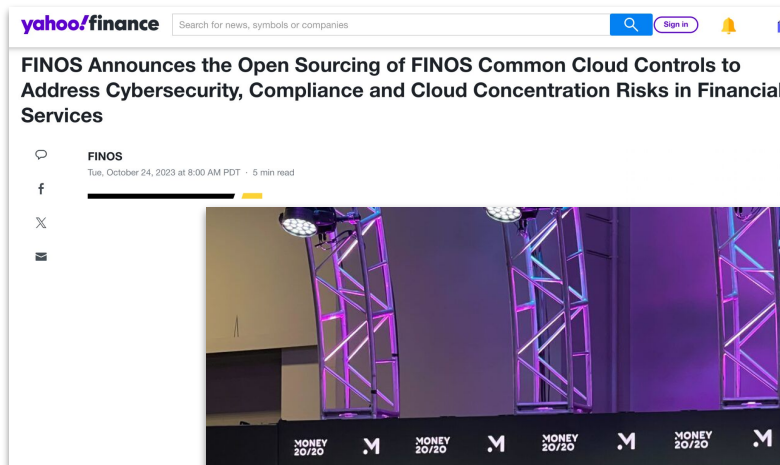 yahoo!finance
Search for news, symbols or companies
Sign in
FINOS Announces the Open Sourcing of FINOS Common Cloud Controls to
Address Cybersecurity, Compliance and Cloud Concentration Risks in Financial
Services
FINOS
Tue, October 24, 2023 at 8:00 AM PDT · 5 min read
MONEY 20/20 M MONEY 20/20 M MONEY 20/20 M MONEY 20/20 M